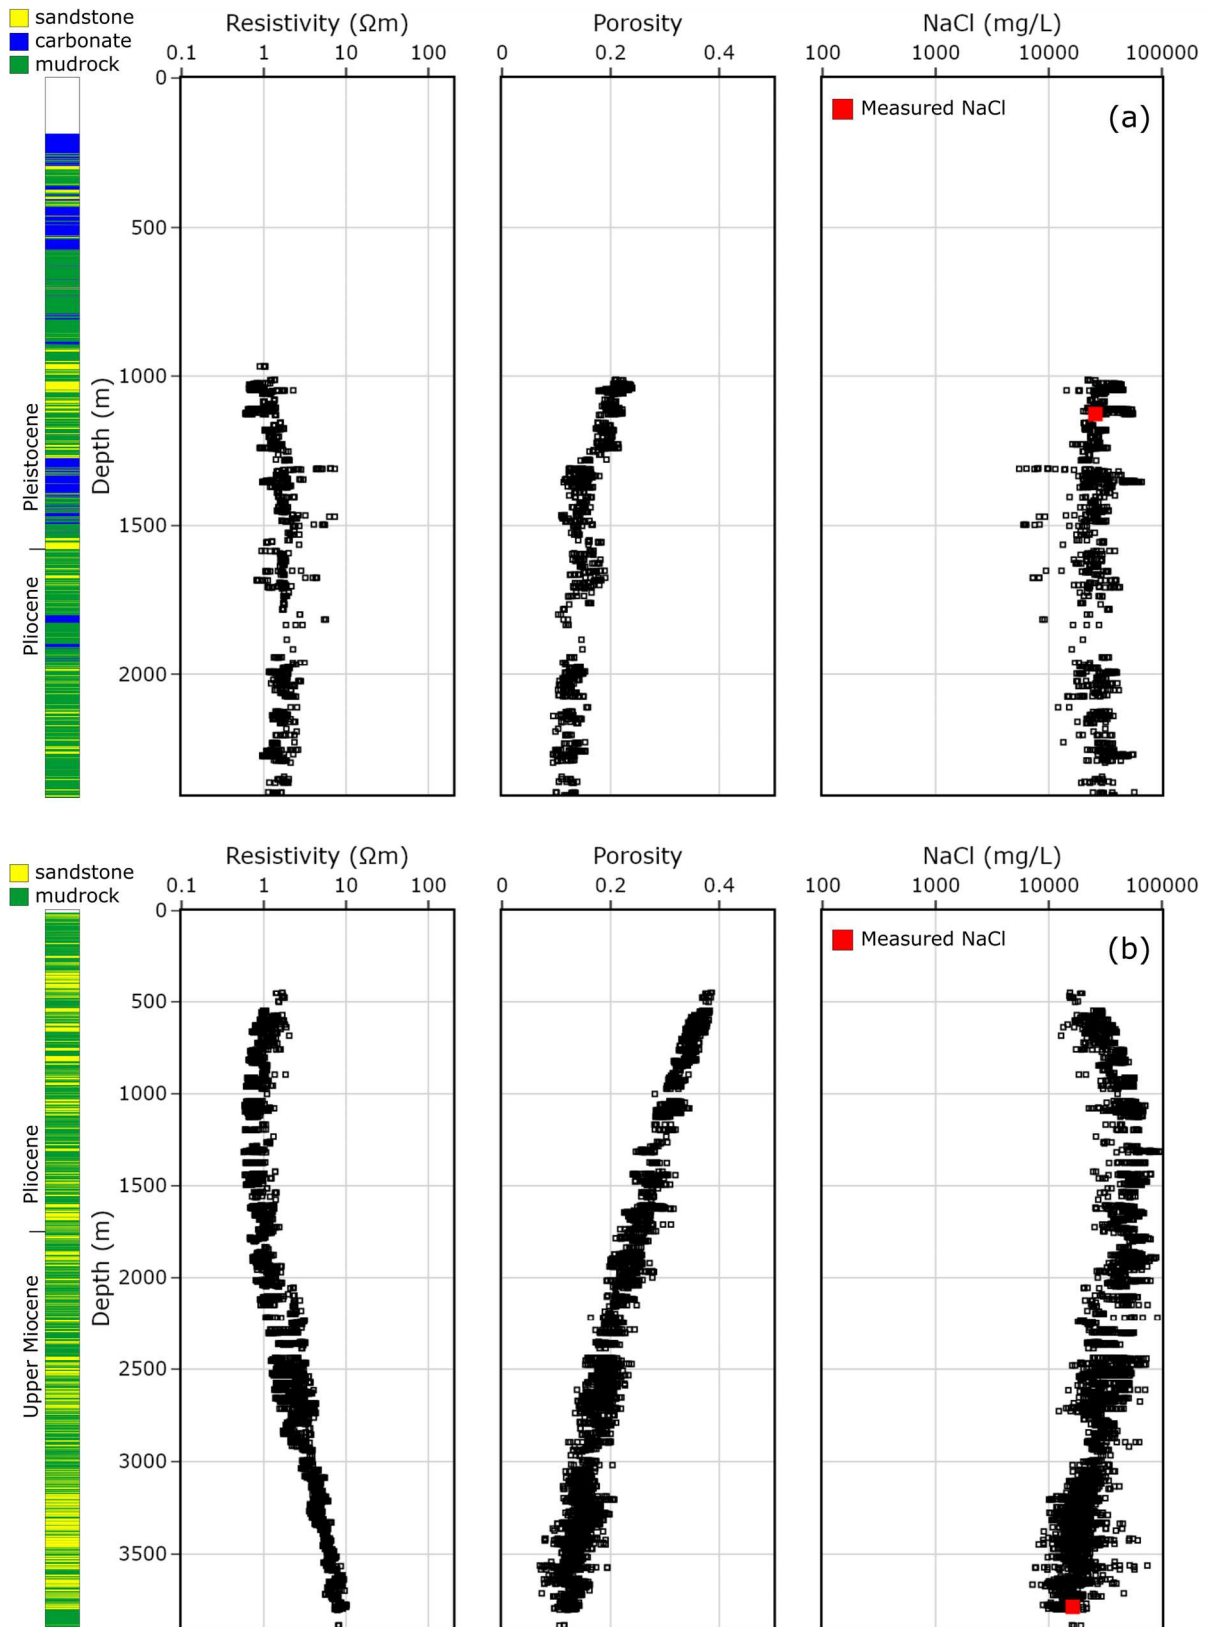 sandstone
carbonate
mudrock
Resistivity (Ωm)
Porosity
NaCl (mg/L)
0.1 1 10 100
0 0.2 0.4
100 1000 10000 100000
Measured NaCl
(a)
0
500
1000
1500
2000
Depth (m)
Pleistocene
Pliocene
sandstone
mudrock
Resistivity (Ωm)
Porosity
NaCl (mg/L)
0.1 1 10 100
0 0.2 0.4
100 1000 10000 100000
Measured NaCl
(b)
0
500
1000
1500
2000
2500
3000
3500
Depth (m)
Pliocene
Upper Miocene